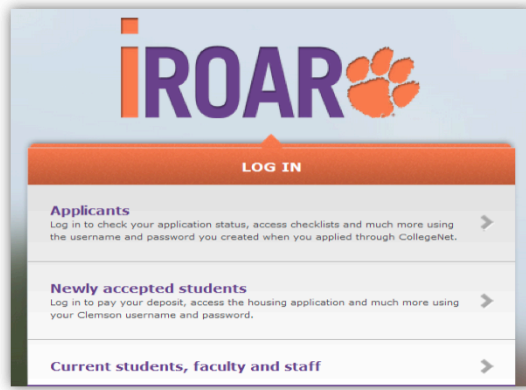 iROAR
LOG IN
Applicants
Log in to check your application status, access checklists and much more using
the username and password you created when you applied through CollegeNet.
Newly accepted students
Log in to pay your deposit, access the housing application and much more using
your Clemson username and password.
Current students, faculty and staff